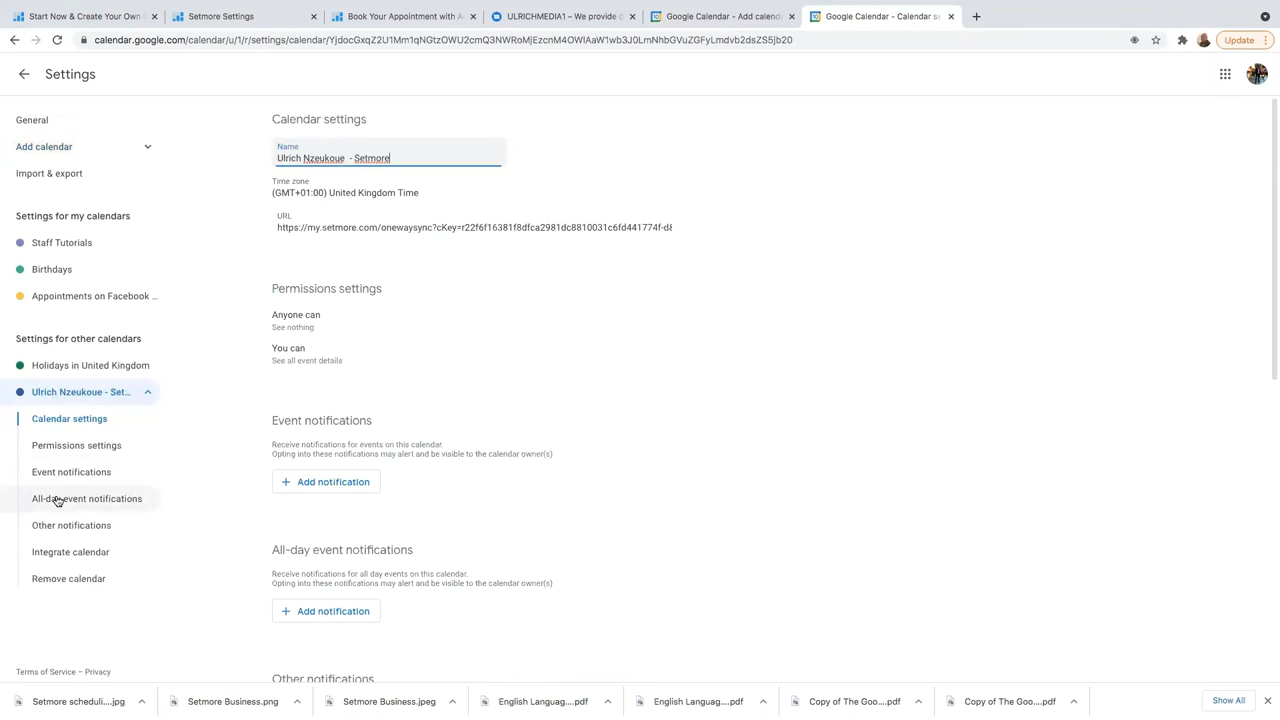 Start Now & Create Your Own
Setmore Settings
Book Your Appointment with A
ULRICHMEDIA1 – We provide d
Google Calendar - Add calend
Google Calendar - Calendar se
calendar.google.com/calendar/u/1/r/settings/calendar/
Update
Settings
General
Add calendar
Import & export
Settings for my calendars
Staff Tutorials
Birthdays
Appointments on Facebook ...
Settings for other calendars
Holidays in United Kingdom
Ulrich Nzeukoue - Set...
Calendar settings
Permissions settings
Event notifications
All-day event notifications
Other notifications
Integrate calendar
Remove calendar
Terms of Service – Privacy
Calendar settings
Name
Ulrich Nzeukoue - Setmore
Time zone
(GMT+01:00) United Kingdom Time
URL
https://my.setmore.com/onewaysync?cKey=r22f6f16381f8dfca2981dc8810031c6fd441774f-d8
Permissions settings
Anyone can
See nothing
You can
See all event details
Event notifications
Receive notifications for events on this calendar.
Opting into these notifications may alert and be visible to the calendar owner(s)
Add notification
All-day event notifications
Receive notifications for all day events on this calendar.
Opting into these notifications may alert and be visible to the calendar owner(s)
Add notification
Other notifications
Setmore scheduli....jpg
Setmore Business.png
Setmore Business.jpeg
English Languag....pdf
English Languag....pdf
Copy of The Goo....pdf
Copy of The Goo....pdf
Show All